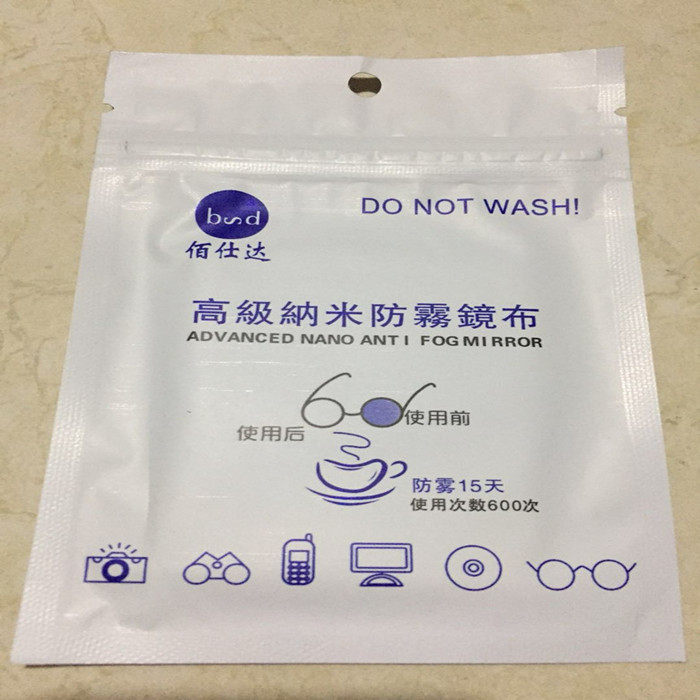 bsd
佰仕达
DO NOT WASH!
高級納米防霧鏡布
ADVANCED NANO ANTI FOGMIRROR
使用后
使用前
防雾15天
使用次數600次